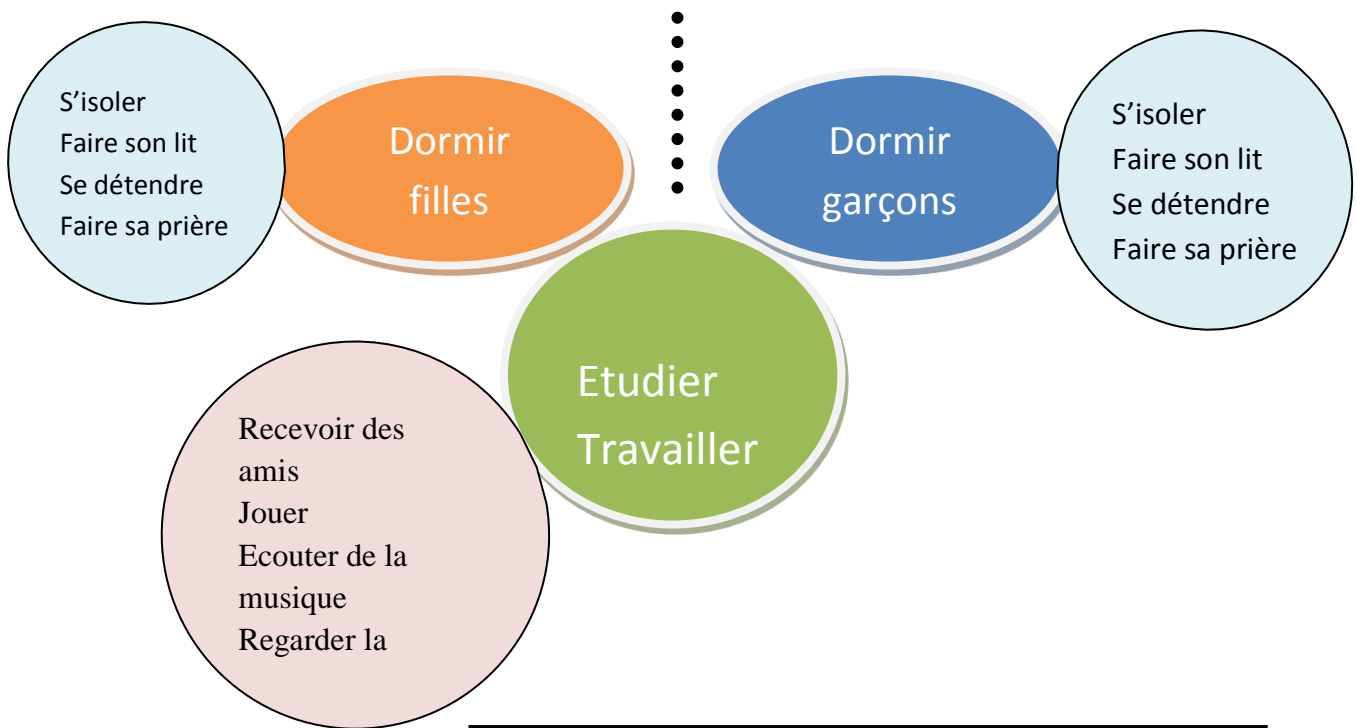 S’isoler
Faire son lit
Se détendre
Faire sa prière
Dormir
filles
Dormir
garçons
S’isoler
Faire son lit
Se détendre
Faire sa prière
Etudier
Travailler
Recevoir des
amis
Jouer
Ecouter de la
musique
Regarder la